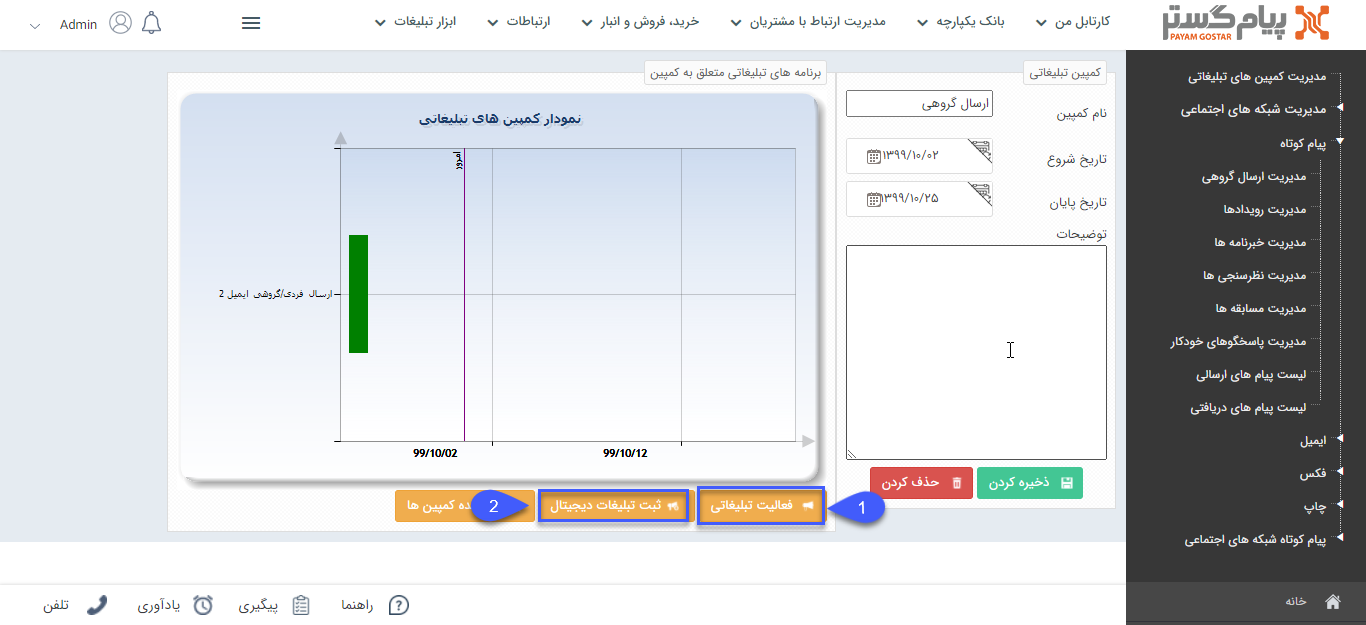 پیام گستر
PAYAM GOSTAR
کارتابل من
بانک یکپارچه
مدیریت ارتباط با مشتریان
خرید، فروش و انبار
ارتباطات
ابزار تبلیغات
Admin
مدیریت کمپین های تبلیغاتی
مدیریت شبکه های اجتماعی
پیام کوتاه
مدیریت ارسال گروهی
مدیریت رویدادها
مدیریت خبرنامه ها
مدیریت نظرسنجی ها
مدیریت مسابقه ها
مدیریت پاسخگوهای خودکار
لیست پیام های ارسالی
لیست پیام های دریافتی
ایمیل
فکس
چاپ
پیام کوتاه شبکه های اجتماعی
خانه
کمپین تبلیغاتی
نام کمپین
ارسال گروهی
تاریخ شروع
۱۳۹۹/۱۰/۰۲
تاریخ پایان
۱۳۹۹/۱۰/۲۵
توضیحات
ذخیره کردن
حذف کردن
برنامه های تبلیغاتی متعلق به کمپین
نمودار کمپین های تبلیغاتی
امروز
ارسال فردی/گروهی ایمیل 2
99/10/02
99/10/12
فعالیت تبلیغاتی
1
ثبت تبلیغات دیجیتال
2
کمپین ها
راهنما
پیگیری
یادآوری
تلفن